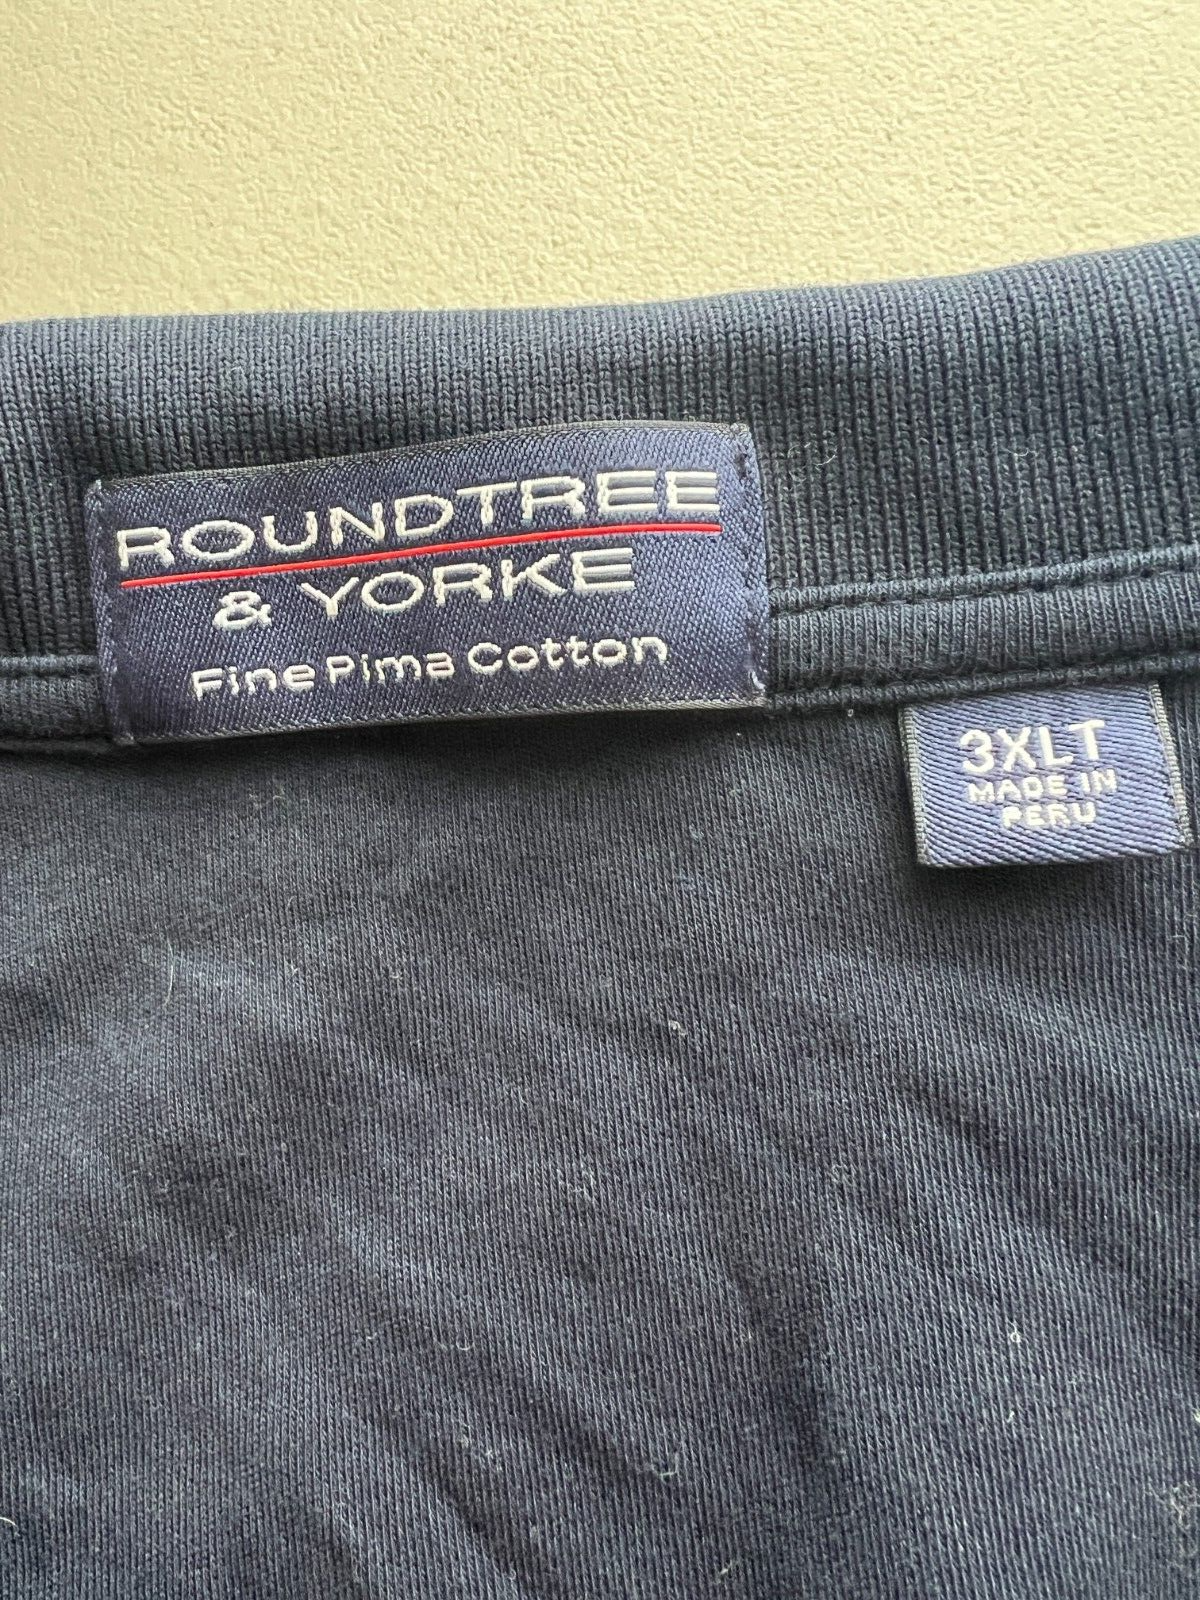 ROUNDTREE
& YORKE
Fine Pima Cotton
3XLT
MADE IN
PERU